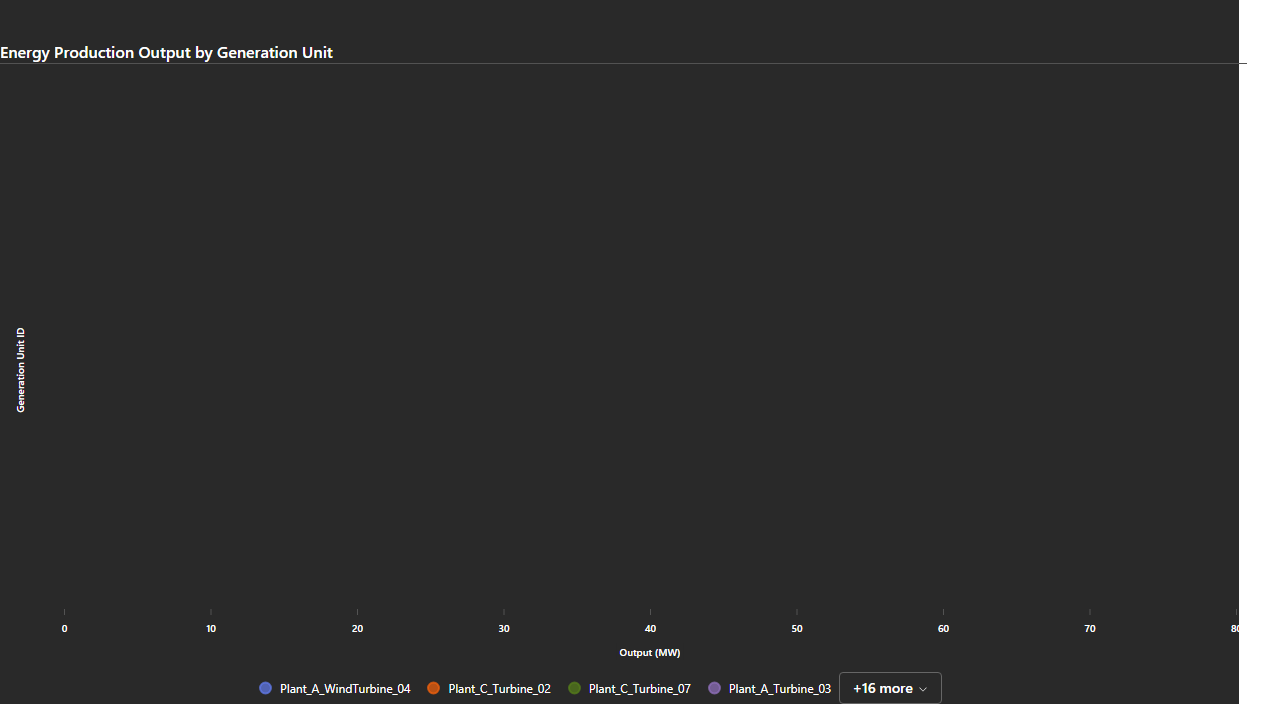 Energy Production Output by Generation Unit
Generation Unit ID
0 10 20 30 40 50 60 70 80
Output (MW)
Plant_A_WindTurbine_04 Plant_C_Turbine_02 Plant_C_Turbine_07 Plant_A_Turbine_03 +16 more